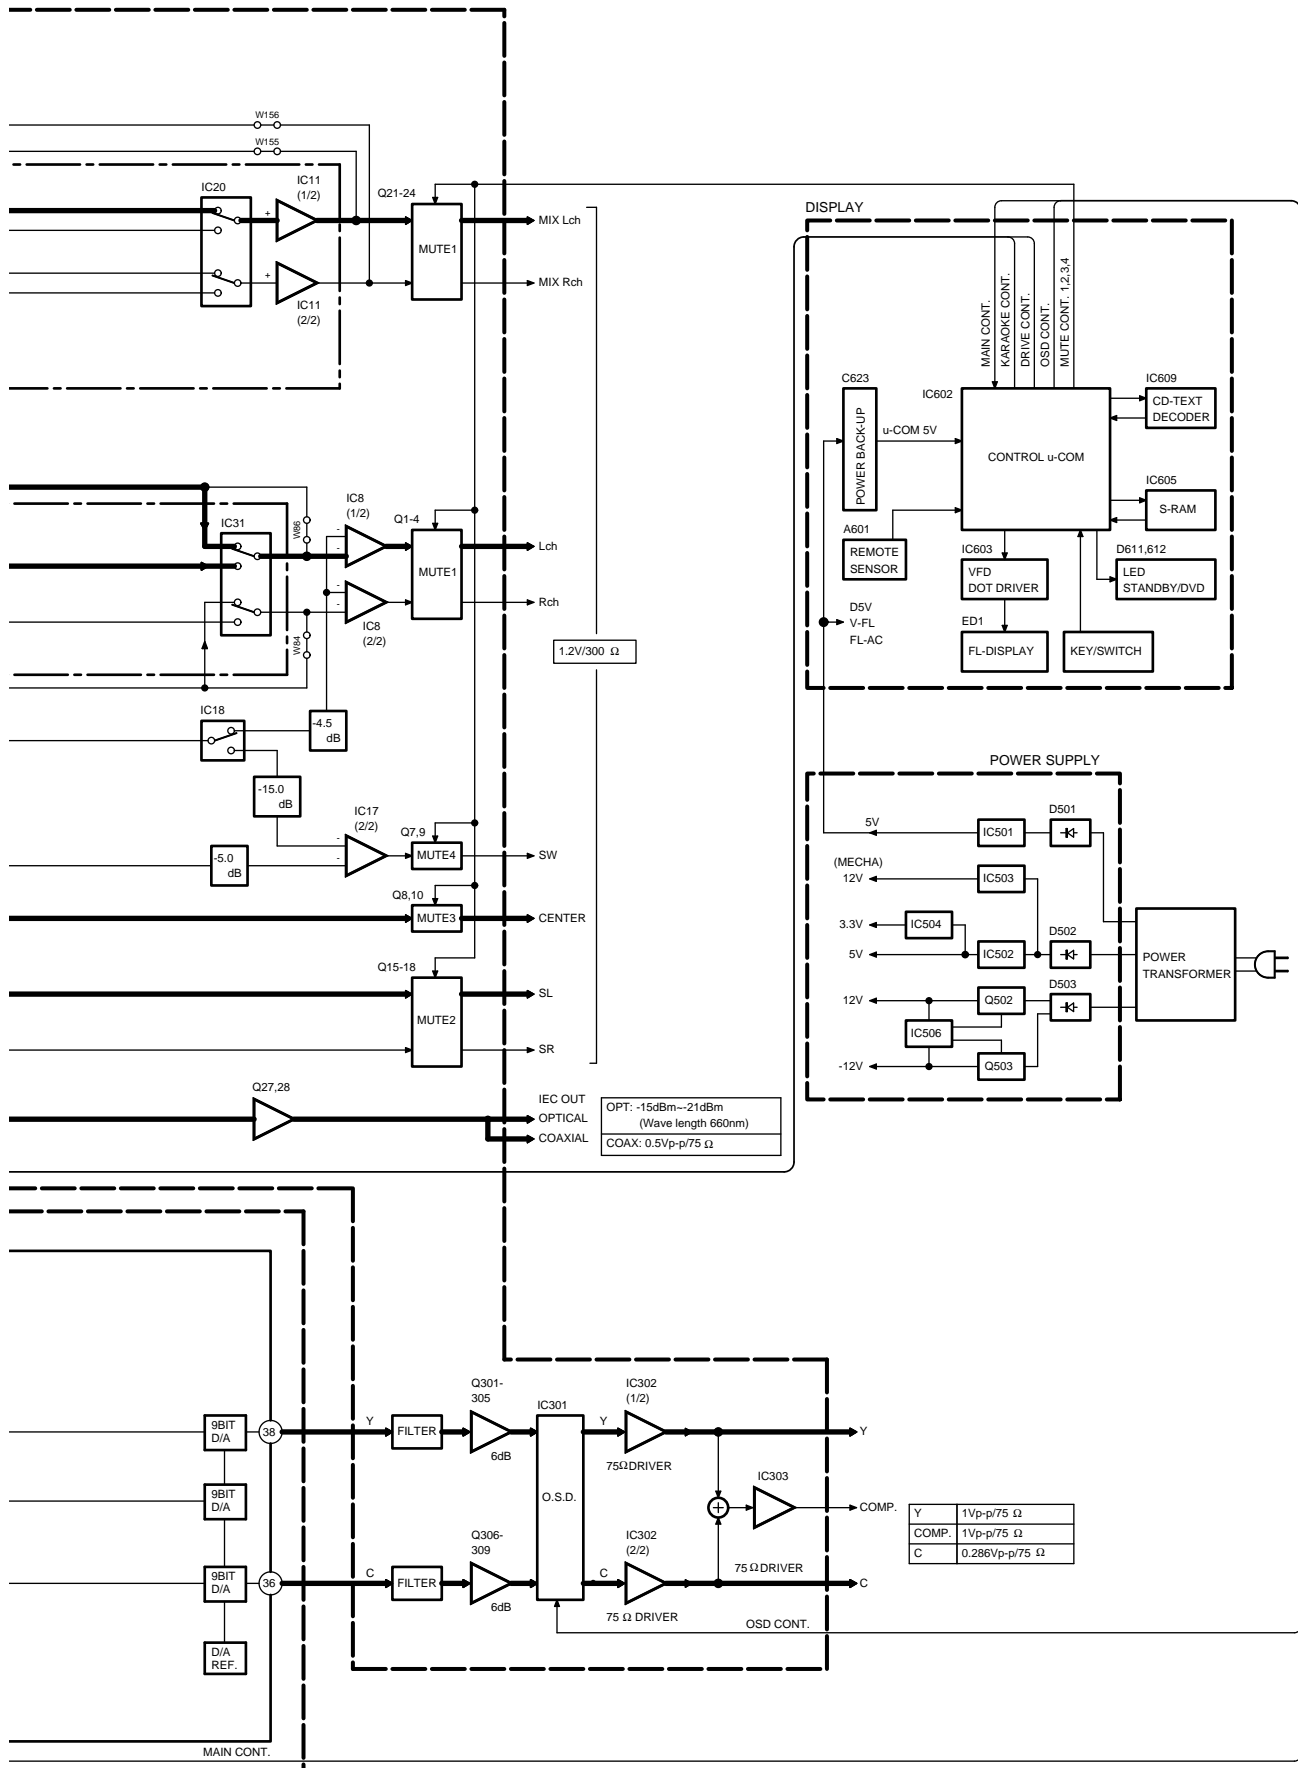 W156
W155
IC20
IC11
(1/2)
Q21-24
+
MUTE1
MIX Lch
+
MIX Rch
IC11
(2/2)
DISPLAY
MAIN CONT.
KARAOKE CONT.
DRIVE CONT.
OSD CONT.
MUTE CONT. 1,2,3,4
C623
POWER BACK-UP
u-COM 5V
IC602
CONTROL u-COM
IC609
CD-TEXT
DECODER
IC605
S-RAM
A601
REMOTE
SENSOR
IC603
VFD
DOT DRIVER
D611,612
LED
STANDBY/DVD
D5V
V-FL
FL-AC
ED1
FL-DISPLAY
KEY/SWITCH
IC31
W86
IC8
(1/2)
Q1-4
-
-
MUTE1
Lch
-
-
Rch
IC8
(2/2)
W84
1.2V/300 Ω
IC18
-4.5
dB
-15.0
dB
IC17
(2/2)
-
-
-5.0
dB
Q7,9
MUTE4
SW
Q8,10
MUTE3
CENTER
Q15-18
MUTE2
SL
SR
POWER SUPPLY
5V
IC501
D501
(MECHA)
12V
IC503
3.3V
IC504
5V
IC502
D502
POWER
TRANSFORMER
12V
Q502
D503
IC506
-12V
Q503
Q27,28
IEC OUT
OPTICAL
COAXIAL
OPT: -15dBm~-21dBm
(Wave length 660nm)
COAX: 0.5Vp-p/75 Ω
9BIT
D/A
38
Y
FILTER
Q301-
305
6dB
IC301
O.S.D.
Y
IC302
(1/2)
75ΩDRIVER
Y
9BIT
D/A
IC303
+
COMP.
75 ΩDRIVER
Y 1Vp-p/75 Ω
COMP. 1Vp-p/75 Ω
C 0.286Vp-p/75 Ω
9BIT
D/A
36
C
FILTER
Q306-
309
6dB
C
IC302
(2/2)
75 Ω DRIVER
C
OSD CONT.
D/A
REF.
MAIN CONT.